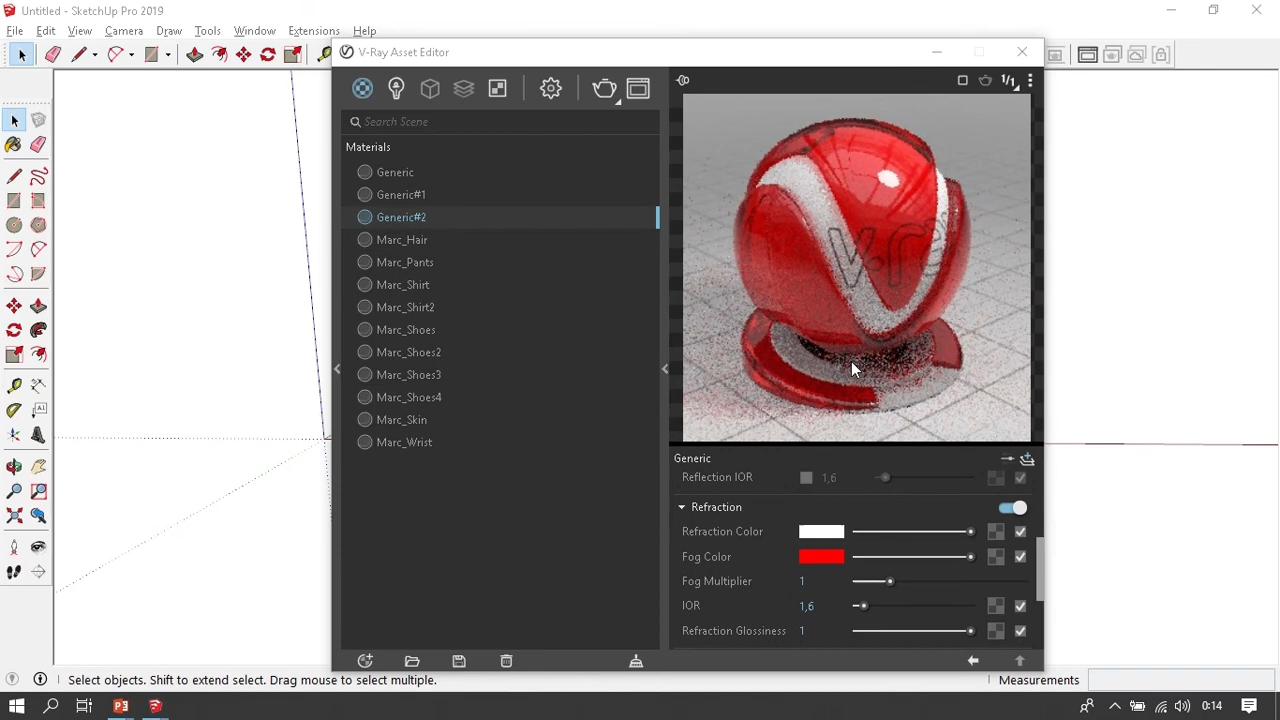 Untitled - SketchUp Pro 2019
File Edit View Camera Draw Tools Window Extensions Help
V-Ray Asset Editor
1/1
Search Scene
Materials
Generic
Generic#1
Generic#2
Marc_Hair
Marc_Pants
Marc_Shirt
Marc_Shirt2
Marc_Shoes
Marc_Shoes2
Marc_Shoes3
Marc_Shoes4
Marc_Skin
Marc_Wrist
Generic
Reflection IOR 1,6
Refraction
Refraction Color
Fog Color
Fog Multiplier 1
IOR 1,6
Refraction Glossiness 1
Select objects. Shift to extend select. Drag mouse to select multiple.
Measurements
0:14